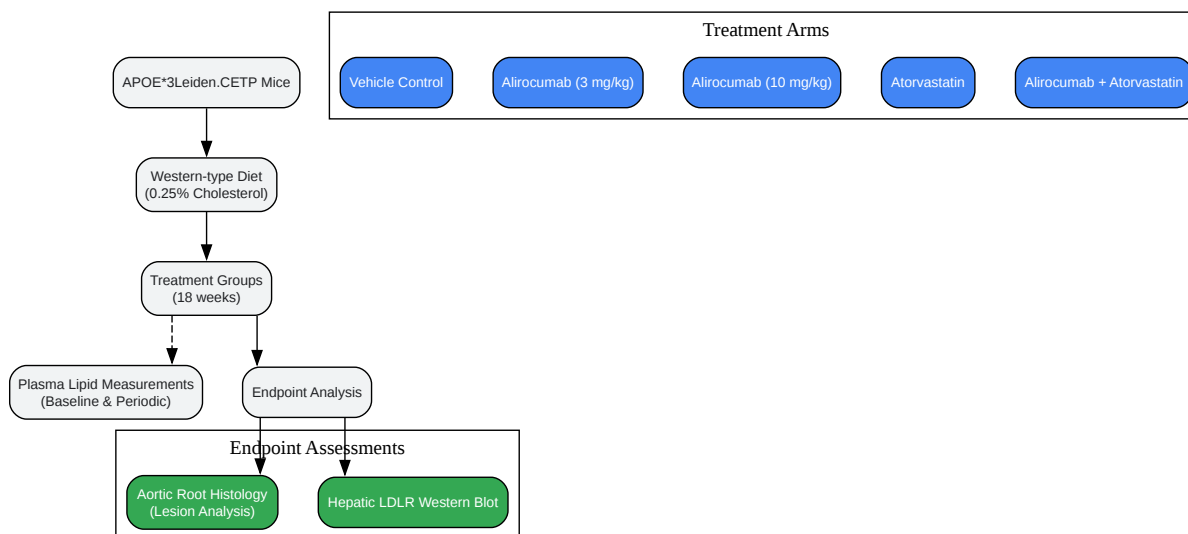 Treatment Arms
APOE*3Leiden.CETP Mice
Vehicle Control
Alirocumab (3 mg/kg)
Alirocumab (10 mg/kg)
Atorvastatin
Alirocumab + Atorvastatin
Western-type Diet
(0.25% Cholesterol)
Treatment Groups
(18 weeks)
Plasma Lipid Measurements
(Baseline & Periodic)
Endpoint Analysis
Endpoint Assessments
Aortic Root Histology
(Lesion Analysis)
Hepatic LDLR Western Blot